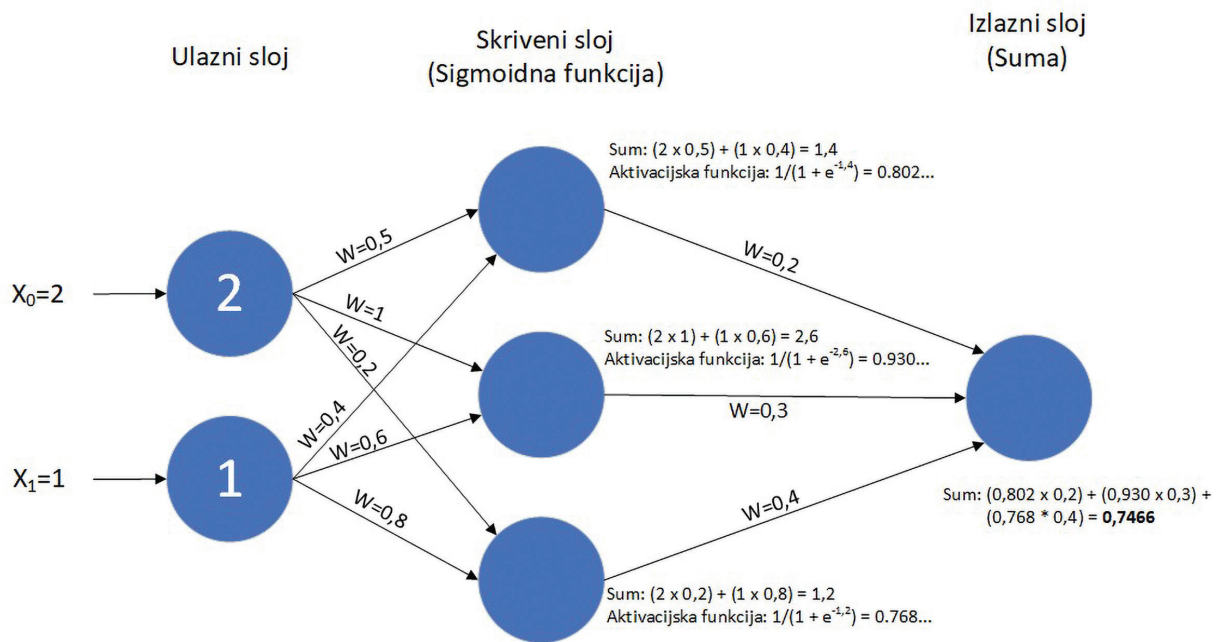 Ulazni sloj
Skriveni sloj
(Sigmoidna funkcija)
Izlazni sloj
(Suma)
Sum: (2 x 0,5) + (1 x 0,4) = 1,4
Aktivacijska funkcija: 1/(1 + e^-1,4) = 0.802...
W=0,5
W=0,2
X₀=2
2
W=1
W=0,2
Sum: (2 x 1) + (1 x 0,6) = 2,6
Aktivacijska funkcija: 1/(1 + e^-2,6) = 0.930...
W=0,3
W=0,4
W=0,6
X₁=1
1
W=0,8
W=0,4
Sum: (0,802 x 0,2) + (0,930 x 0,3) +
(0,768 * 0,4) = 0,7466
Sum: (2 x 0,2) + (1 x 0,8) = 1,2
Aktivacijska funkcija: 1/(1 + e^-1,2) = 0.768...